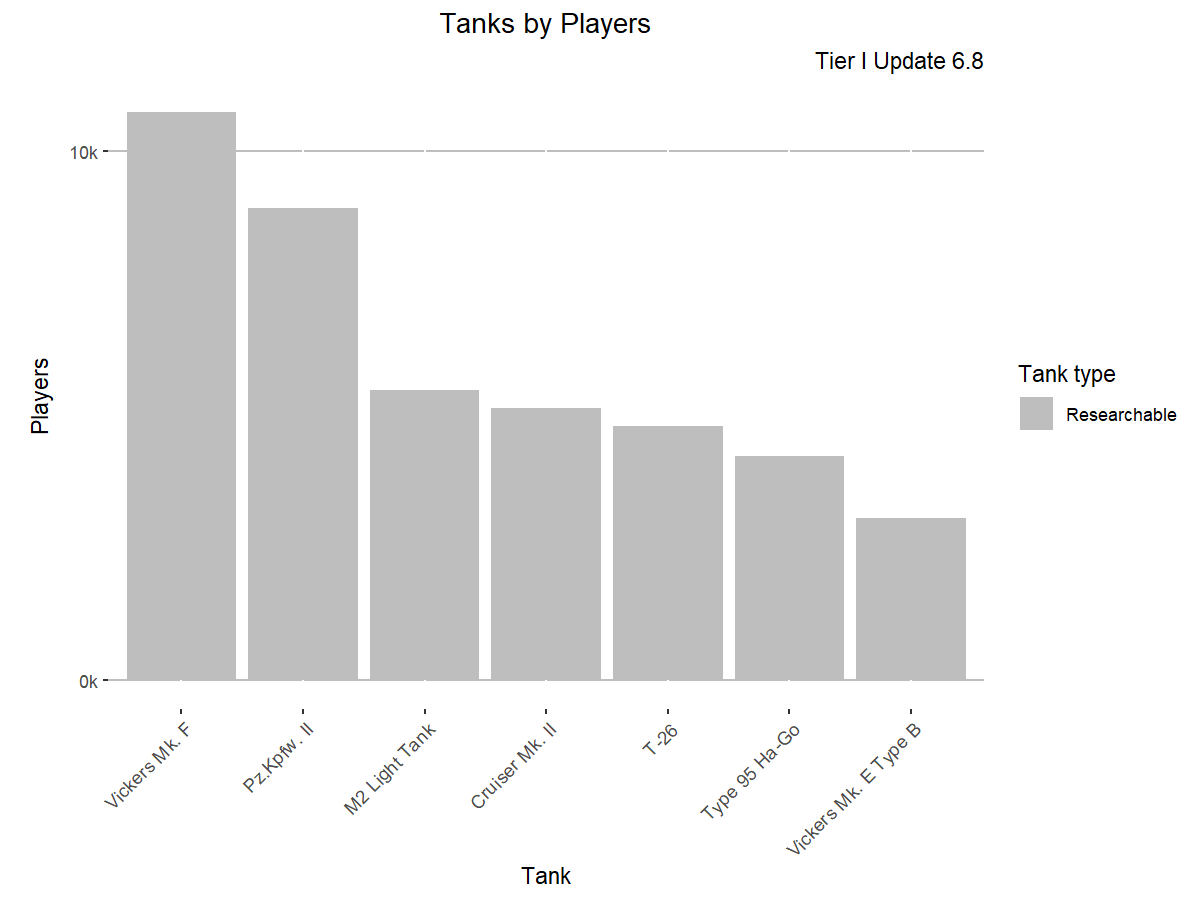 Tanks by Players
Tier I Update 6.8
10k
0k
Players
Vickers Mk. F
Pz.Kpfw. II
M2 Light Tank
Cruiser Mk. II
T-26
Type 95 Ha-Go
Vickers Mk. E Type B
Tank
Tank type
Researchable